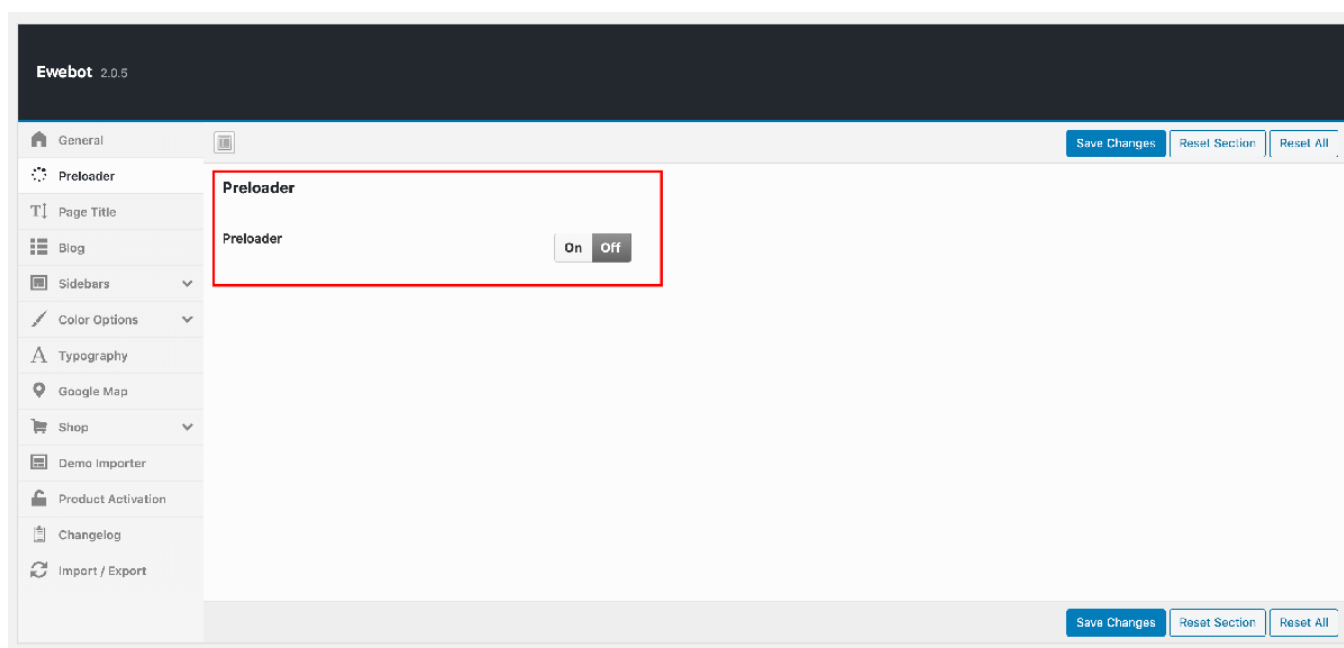 Ewebot 2.0.5
General
Save Changes Reset Section Reset All
Preloader
Page Title
Blog
Sidebars
Color Options
Typography
Google Map
Shop
Demo Importer
Product Activation
Changelog
Import / Export
Preloader
Preloader
On Off
Save Changes Reset Section Reset All